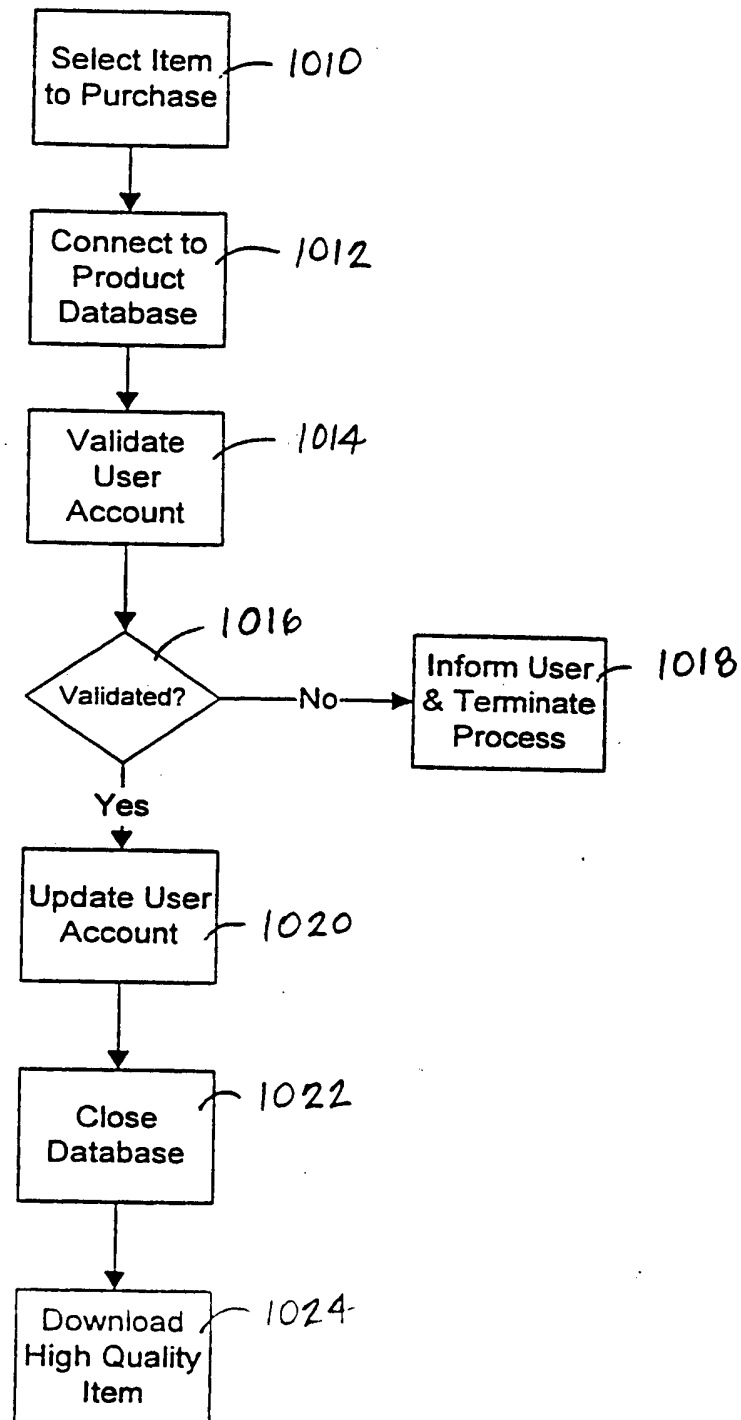 Select Item
to Purchase
1010
Connect to
Product
Database
1012
Validate
User
Account
1014
Validated?
1016
No
Inform User
& Terminate
Process
1018
Yes
Update User
Account
1020
Close
Database
1022
Download
High Quality
Item
1024